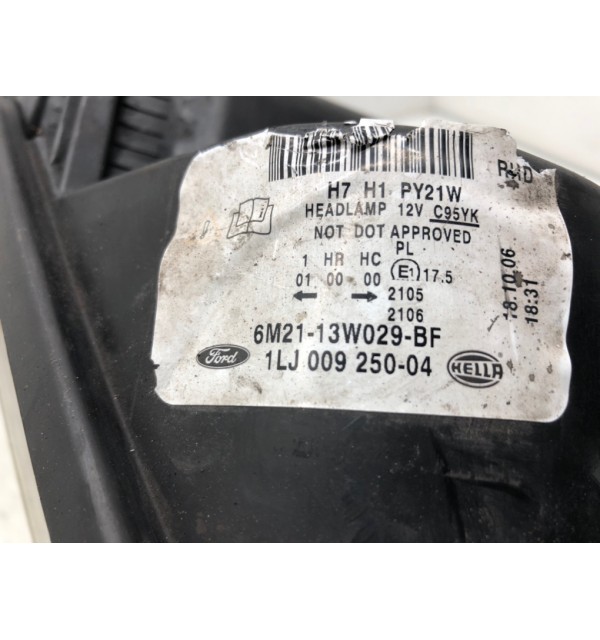 H7 H1 PY21W
HEADLAMP 12V C95YK
NOT DOT APPROVED
PL
1 HR HC
01 00 00 E1 17.5
2105
2106
6M21-13W029-BF
Ford 1LJ 009 250-04 HELLA
18.10.06
18:31